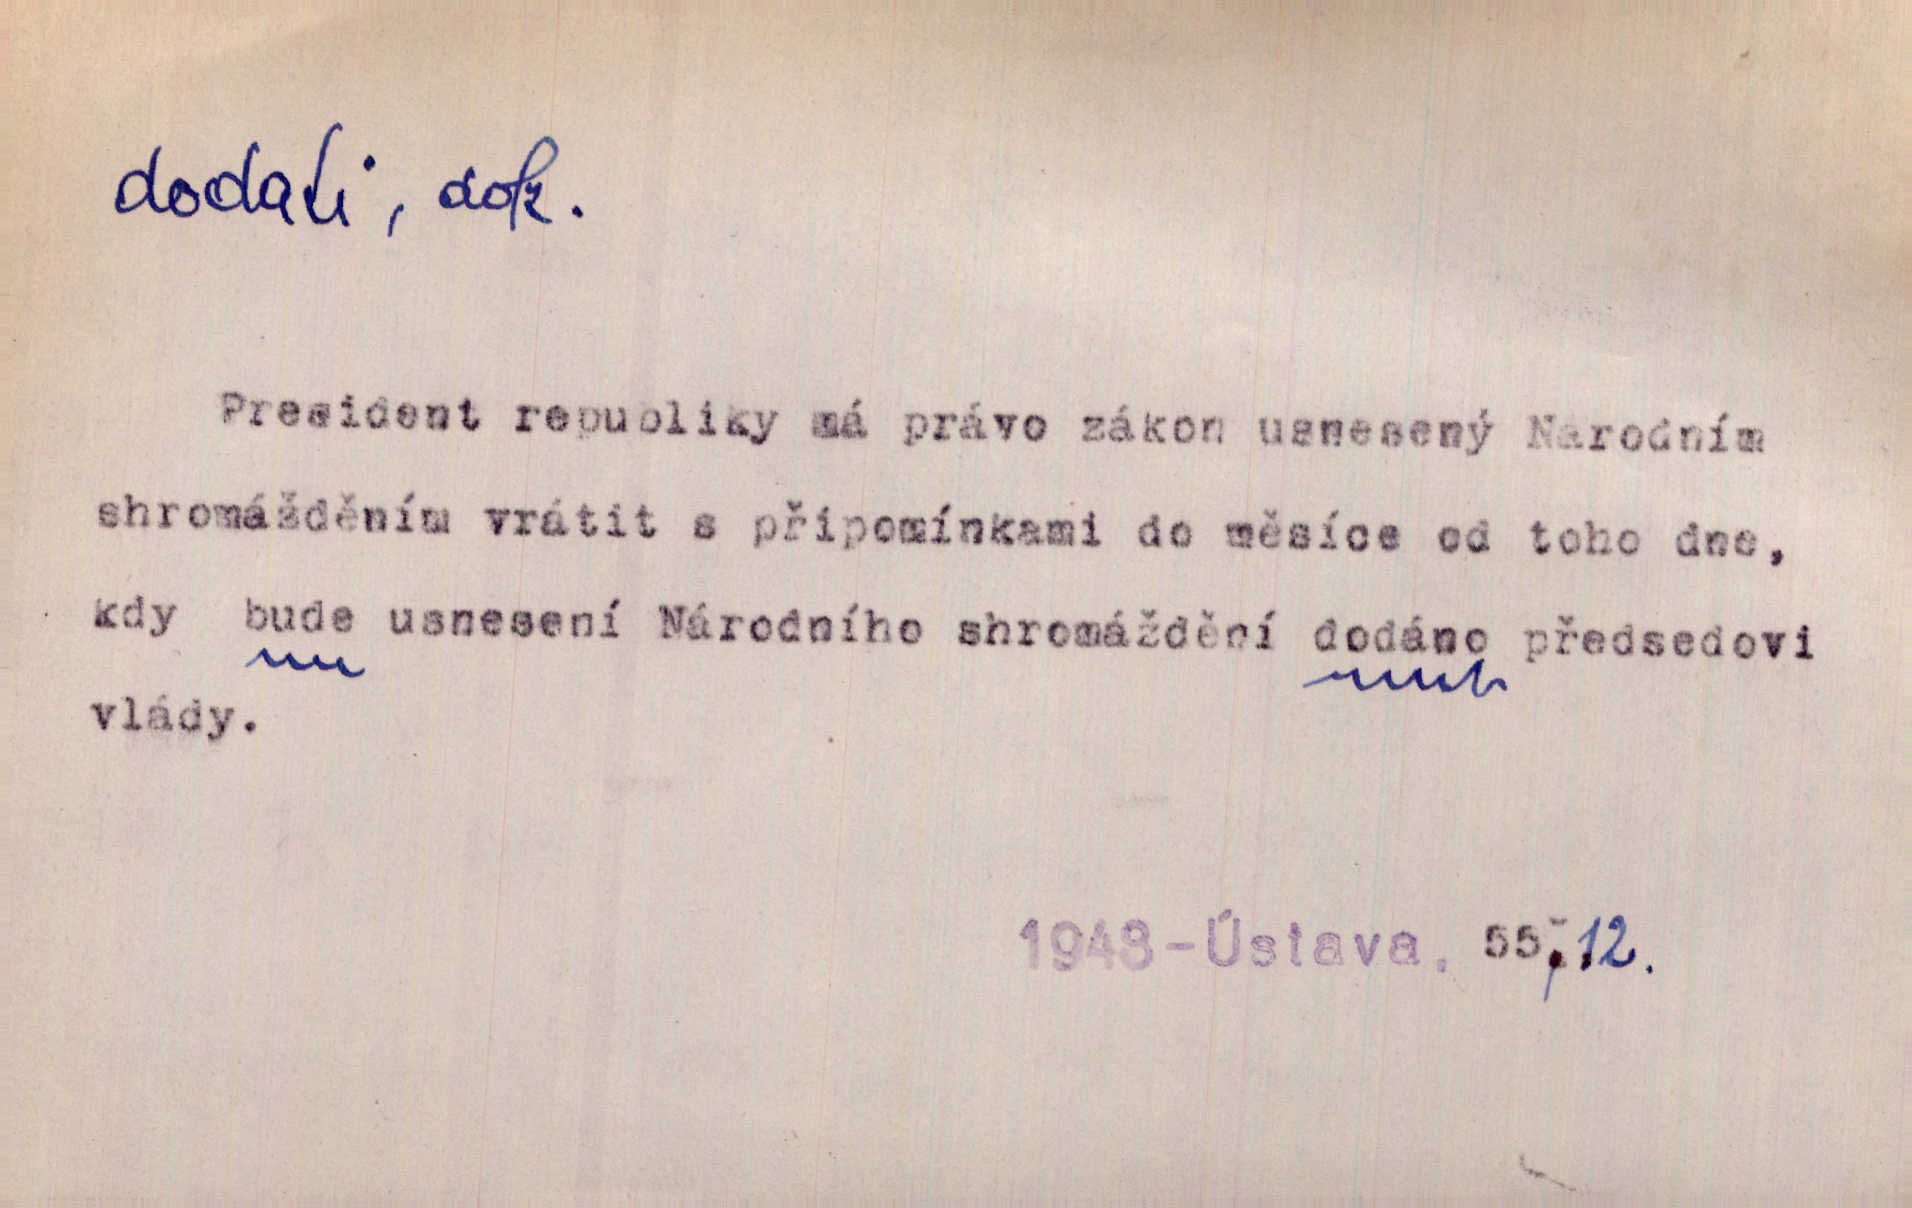 dodati, dok.
President republiky má právo zákon usnesený Národním
shromážděním vrátit s připomínkami do měsíce od toho dne,
kdy bude usnesení Národního shromáždění dodáno předsedovi
vlády.
1948-Ústava. 55, 12.